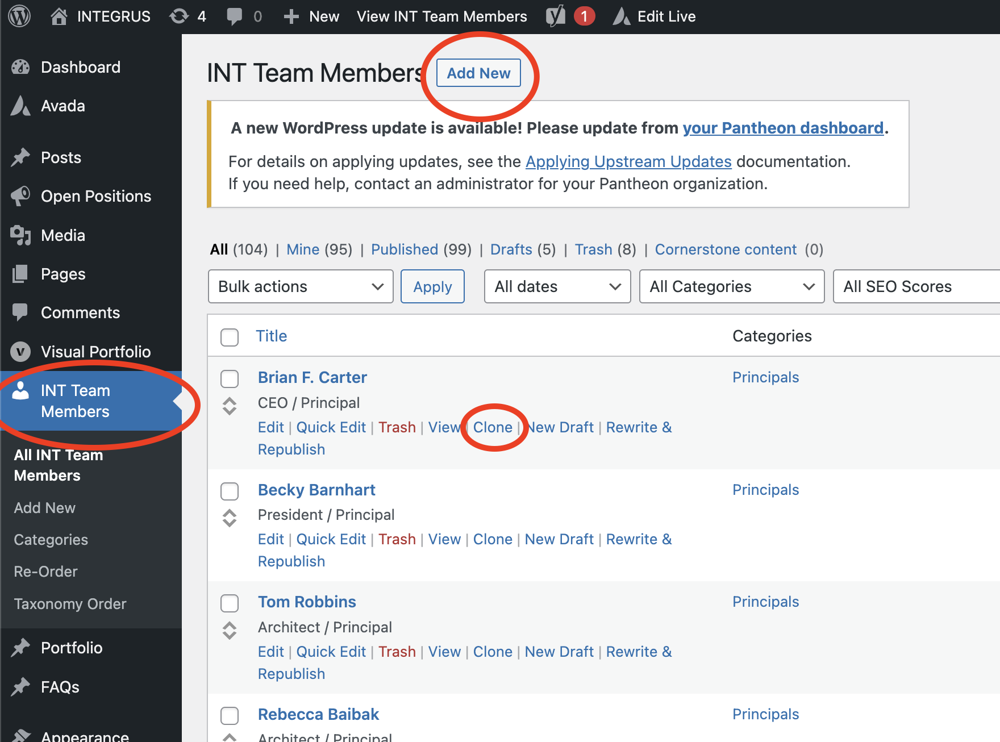 INTEGRUS 4 0 New View INT Team Members 1 Edit Live
Dashboard
Avada
Posts
Open Positions
Media
Pages
Comments
Visual Portfolio
INT Team
Members
All INT Team
Members
Add New
Categories
Re-Order
Taxonomy Order
Portfolio
FAQs
Appearance
INT Team Members Add New
A new WordPress update is available! Please update from your Pantheon dashboard.
For details on applying updates, see the Applying Upstream Updates documentation.
If you need help, contact an administrator for your Pantheon organization.
All (104) | Mine (95) | Published (99) | Drafts (5) | Trash (8) | Cornerstone content (0)
Bulk actions Apply All dates All Categories All SEO Scores
Title Categories
Brian F. Carter Principals
CEO / Principal
Edit | Quick Edit | Trash | View | Clone | New Draft | Rewrite &
Republish
Becky Barnhart Principals
President / Principal
Edit | Quick Edit | Trash | View | Clone | New Draft | Rewrite &
Republish
Tom Robbins Principals
Architect / Principal
Edit | Quick Edit | Trash | View | Clone | New Draft | Rewrite &
Republish
Rebecca Baibak Principals
Architect / Principal